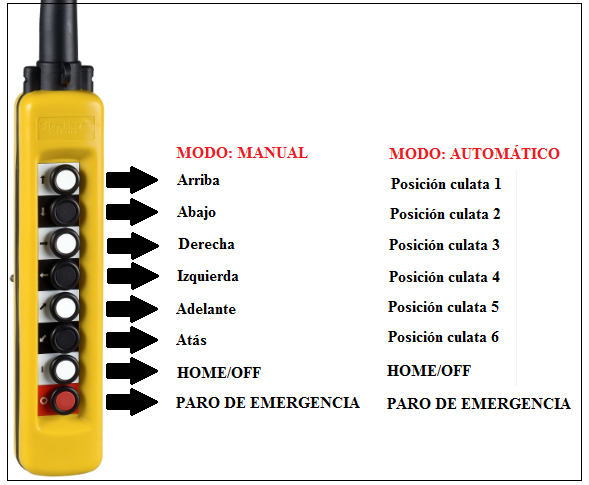 MODO: MANUAL
MODO: AUTOMÁTICO
Arriba
Posición culata 1
Abajo
Posición culata 2
Derecha
Posición culata 3
Izquierda
Posición culata 4
Adelante
Posición culata 5
Atás
Posición culata 6
HOME/OFF
HOME/OFF
PARO DE EMERGENCIA
PARO DE EMERGENCIA